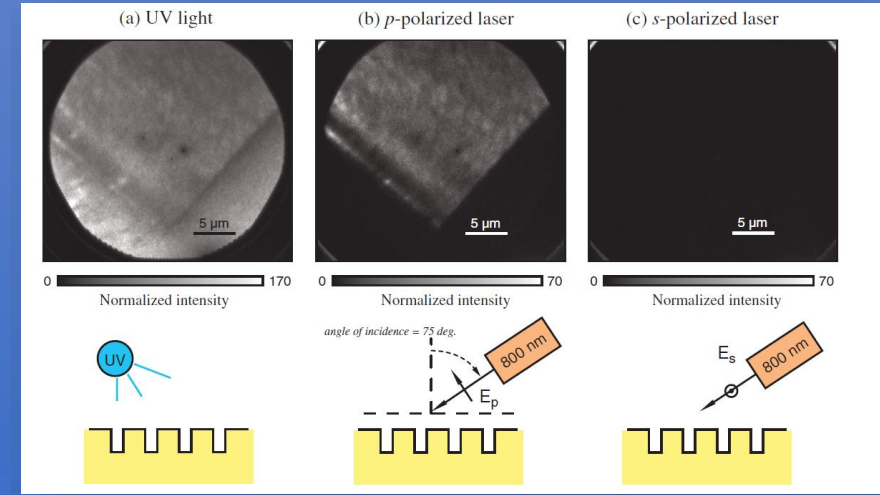 (a) UV light
(b) p-polarized laser
(c) s-polarized laser
5 µm
5 µm
5 µm
0 170
0 70
0 70
Normalized intensity
Normalized intensity
Normalized intensity
angle of incidence = 75 deg.
UV
800 nm
Ep
Es
800 nm